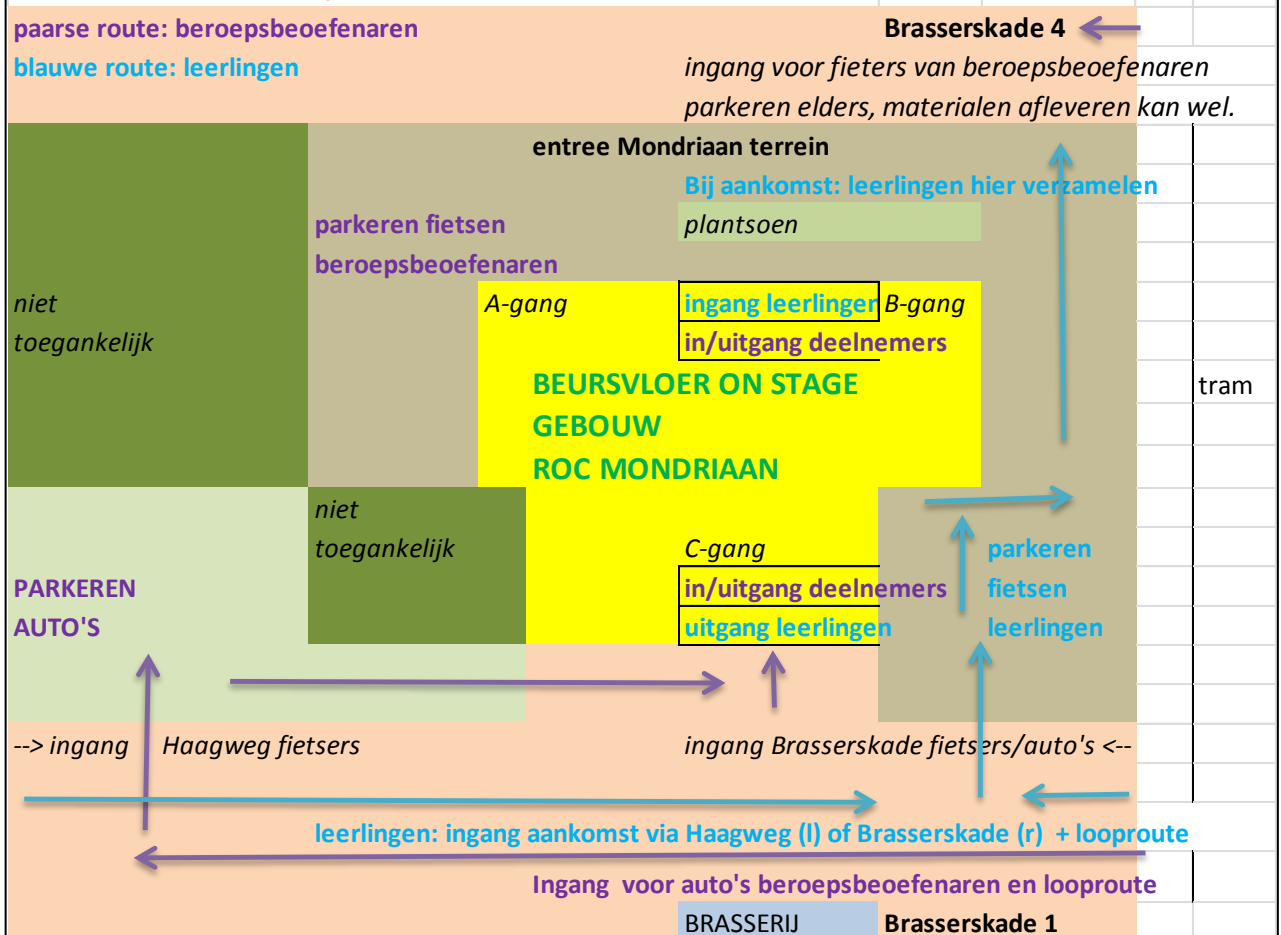 paarse route: beroepsbeoefenaren
Brasserskade 4
blauwe route: leerlingen
ingang voor fieters van beroepsbeoefenaren
parkeren elders, materialen afleveren kan wel.
entree Mondriaan terrein
Bij aankomst: leerlingen hier verzamelen
parkeren fietsen
plantsoen
beroepsbeoefenaren
niet
A-gang
ingang leerlingen
B-gang
toegankelijk
in/uitgang deelnemers
BEURSVLOER ON STAGE
tram
GEBOUW
ROC MONDRIAAN
niet
toegankelijk
C-gang
parkeren
PARKEREN
in/uitgang deelnemers
fietsen
AUTO'S
uitgang leerlingen
leerlingen
--> ingang
Haagweg fietsers
ingang Brasserskade fietsers/auto's <--
leerlingen: ingang aankomst via Haagweg (l) of Brasserskade (r) + looproute
Ingang voor auto's beroepsbeoefenaren en looproute
BRASSERIJ
Brasserskade 1